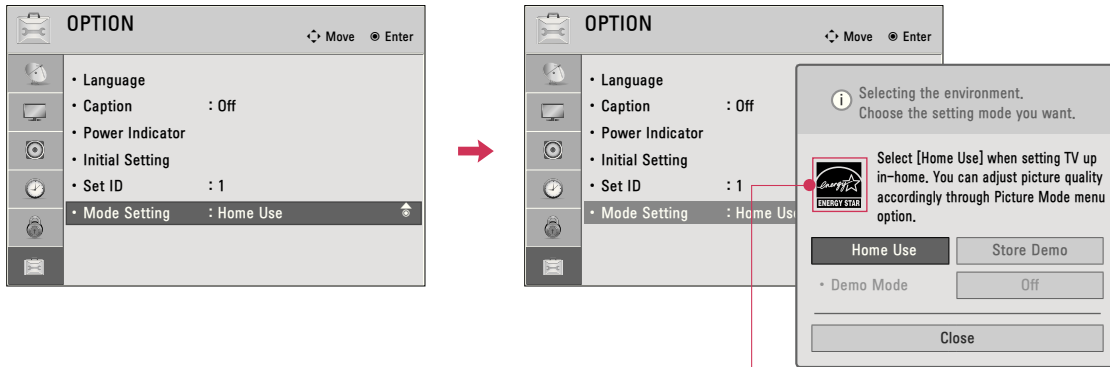 OPTION
Move Enter
• Language
• Caption : Off
• Power Indicator
• Initial Setting
• Set ID : 1
• Mode Setting : Home Use
OPTION
Move Enter
• Language
• Caption : Off
• Power Indicator
• Initial Setting
• Set ID : 1
• Mode Setting : Home Use
i
Selecting the environment.
Choose the setting mode you want.
energy
ENERGY STAR
Select [Home Use] when setting TV up
in-home. You can adjust picture quality
accordingly through Picture Mode menu
option.
Home Use Store Demo
• Demo Mode Off
Close